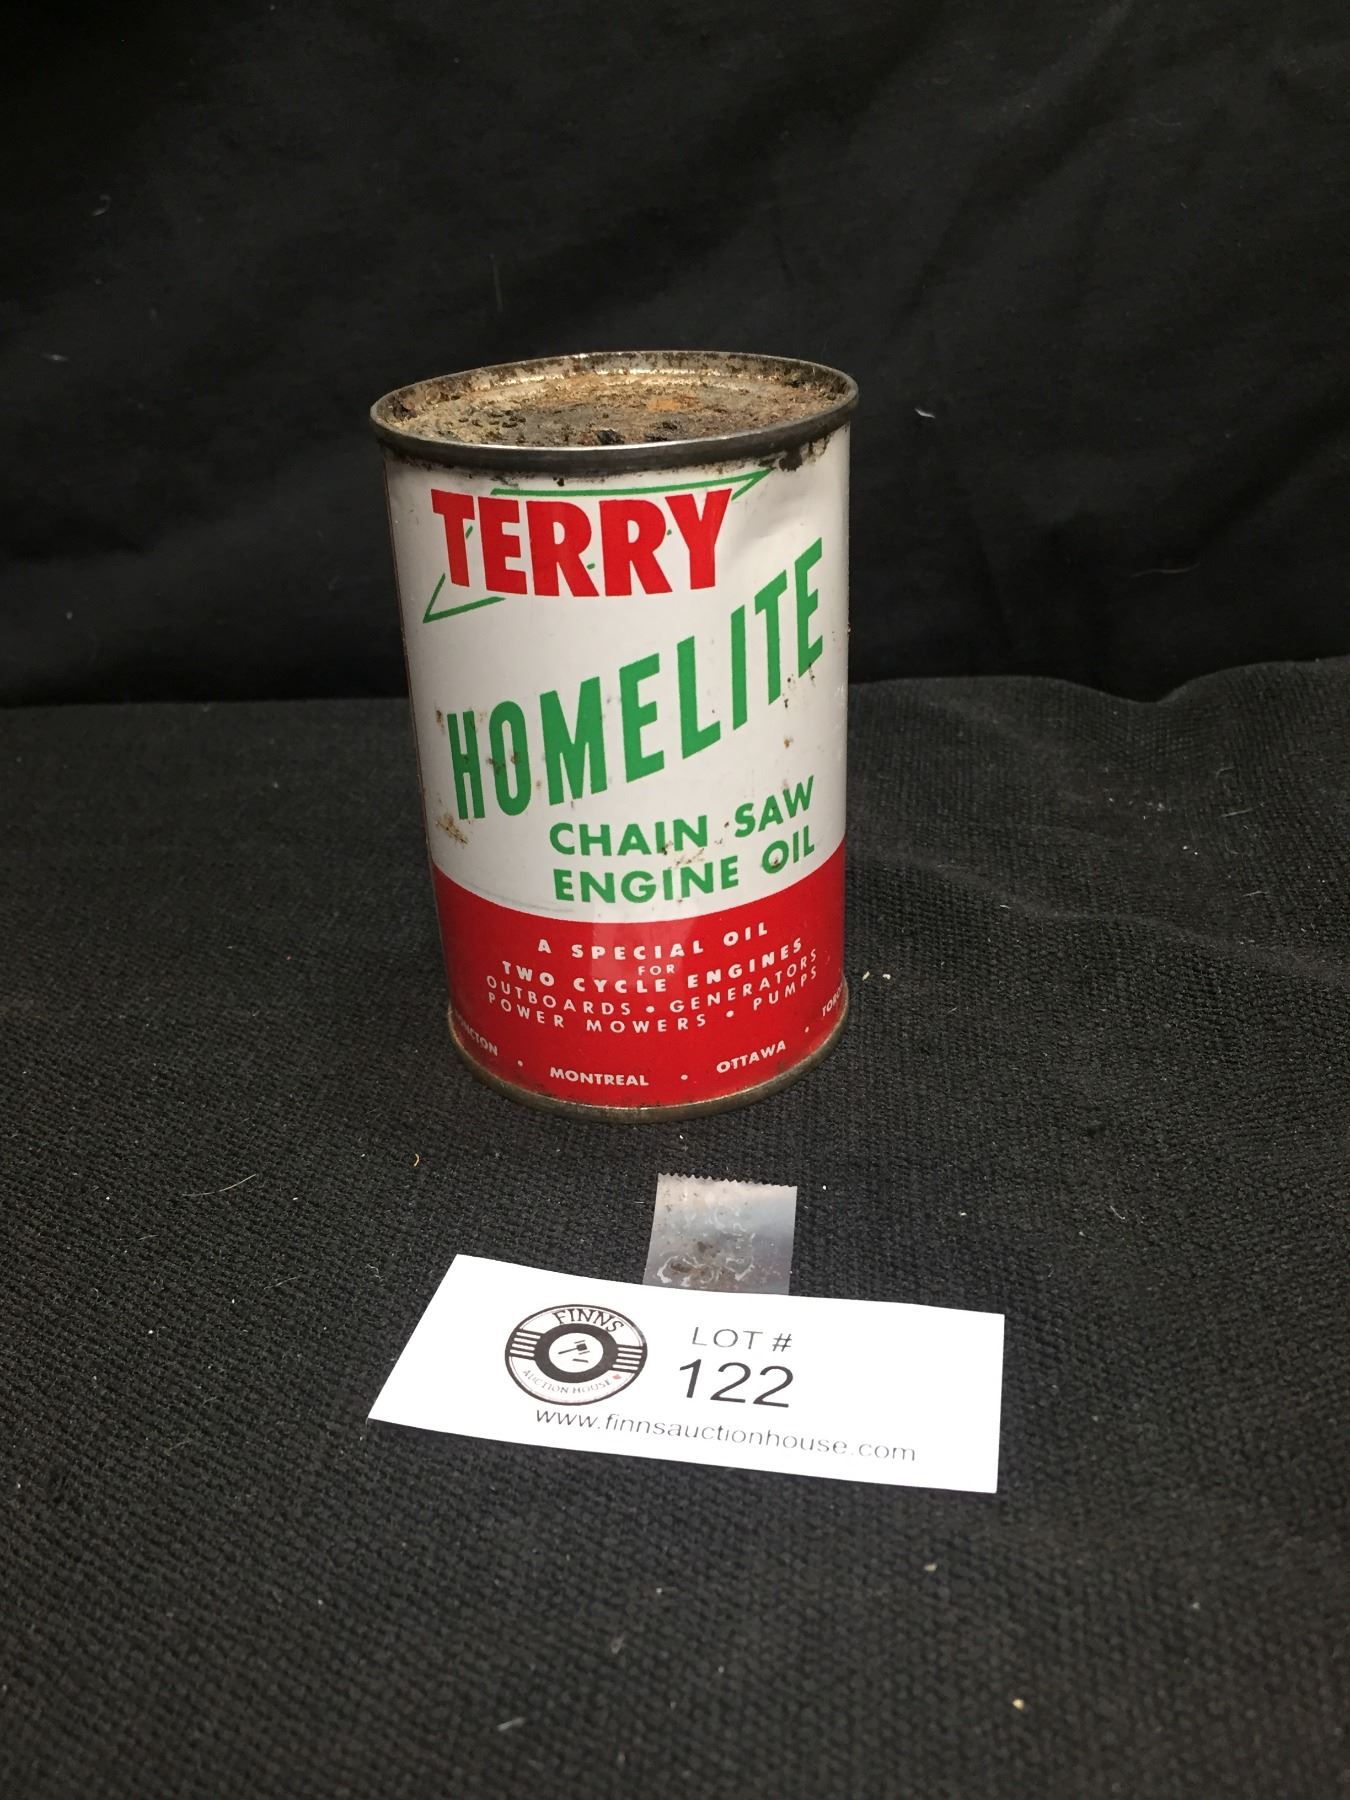 TERRY
HOMELITE
CHAIN SAW
ENGINE OIL
A SPECIAL OIL
FOR
TWO CYCLE ENGINES
OUTBOARDS • GENERATORS
POWER MOWERS • PUMPS
• MONTREAL • OTTAWA •
FINNS
AUCTION HOUSE
LOT #
122
www.finnsauctionhouse.com